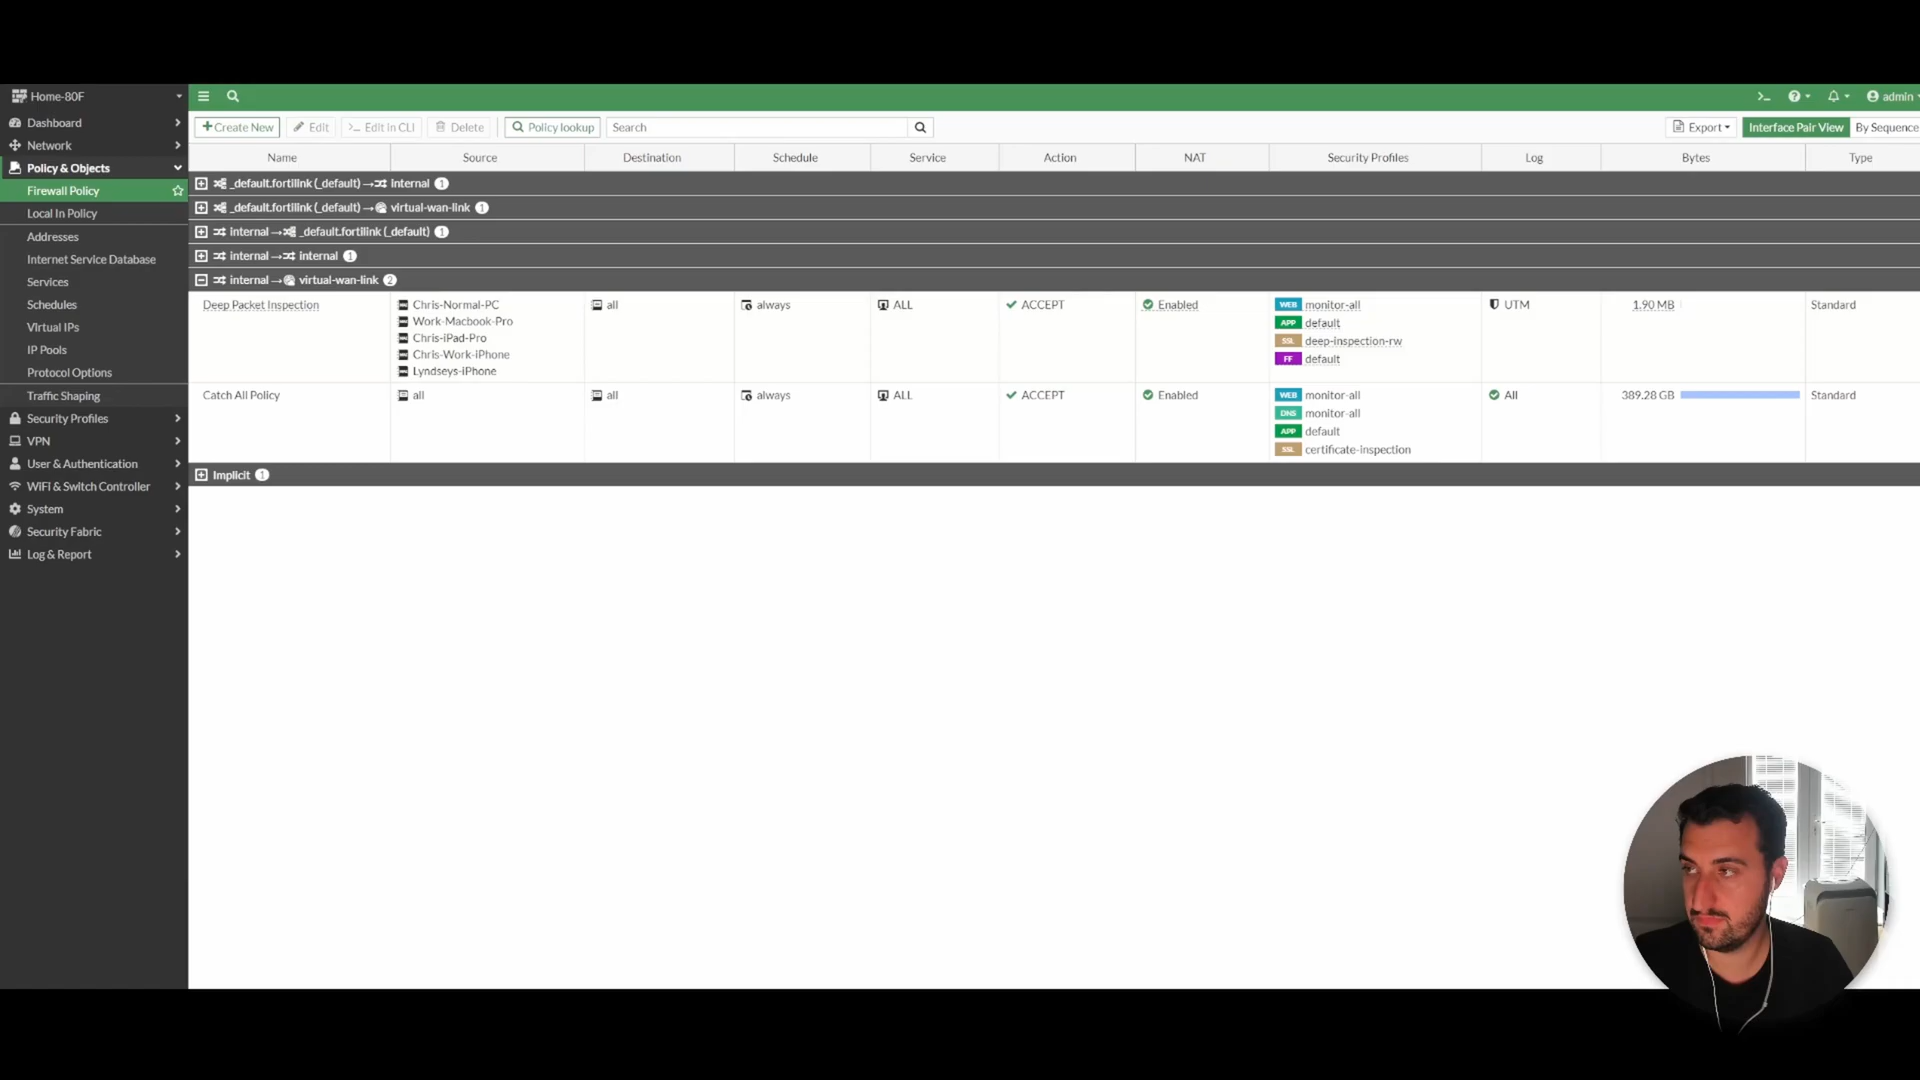 Home-80F
admin
Dashboard
Network
Policy & Objects
Firewall Policy
Local In Policy
Addresses
Internet Service Database
Services
Schedules
Virtual IPs
IP Pools
Protocol Options
Traffic Shaping
Security Profiles
VPN
User & Authentication
WiFi & Switch Controller
System
Security Fabric
Log & Report
+Create New Edit >_ Edit in CLI Delete Policy lookup Search Export Interface Pair View By Sequence
Name Source Destination Schedule Service Action NAT Security Profiles Log Bytes Type
_default.fortilink (_default) → internal 1
_default.fortilink (_default) → virtual-wan-link 1
internal → _default.fortilink (_default) 1
internal → internal 1
internal → virtual-wan-link 2
Deep Packet Inspection Chris-Normal-PC all always ALL ACCEPT Enabled WEB monitor-all UTM 1.90 MB Standard
Work-Macbook-Pro APP default
Chris-iPad-Pro SSL deep-inspection-rw
Chris-Work-iPhone FF default
Lyndseys-iPhone
Catch All Policy all all always ALL ACCEPT Enabled WEB monitor-all All 389.28 GB Standard
DNS monitor-all
APP default
SSL certificate-inspection
Implicit 1